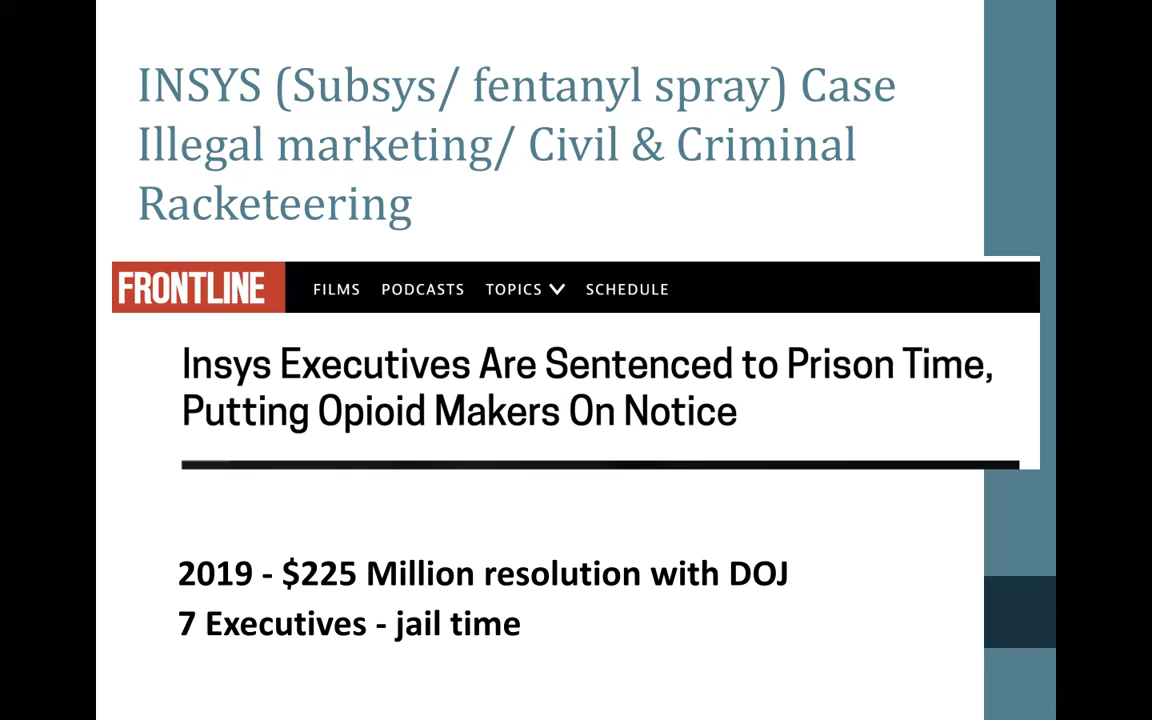 INSYS (Subsys/ fentanyl spray) Case
Illegal marketing/ Civil & Criminal
Racketeering
FRONTLINE FILMS PODCASTS TOPICS SCHEDULE
Insys Executives Are Sentenced to Prison Time,
Putting Opioid Makers On Notice
2019 - $225 Million resolution with DOJ
7 Executives - jail time